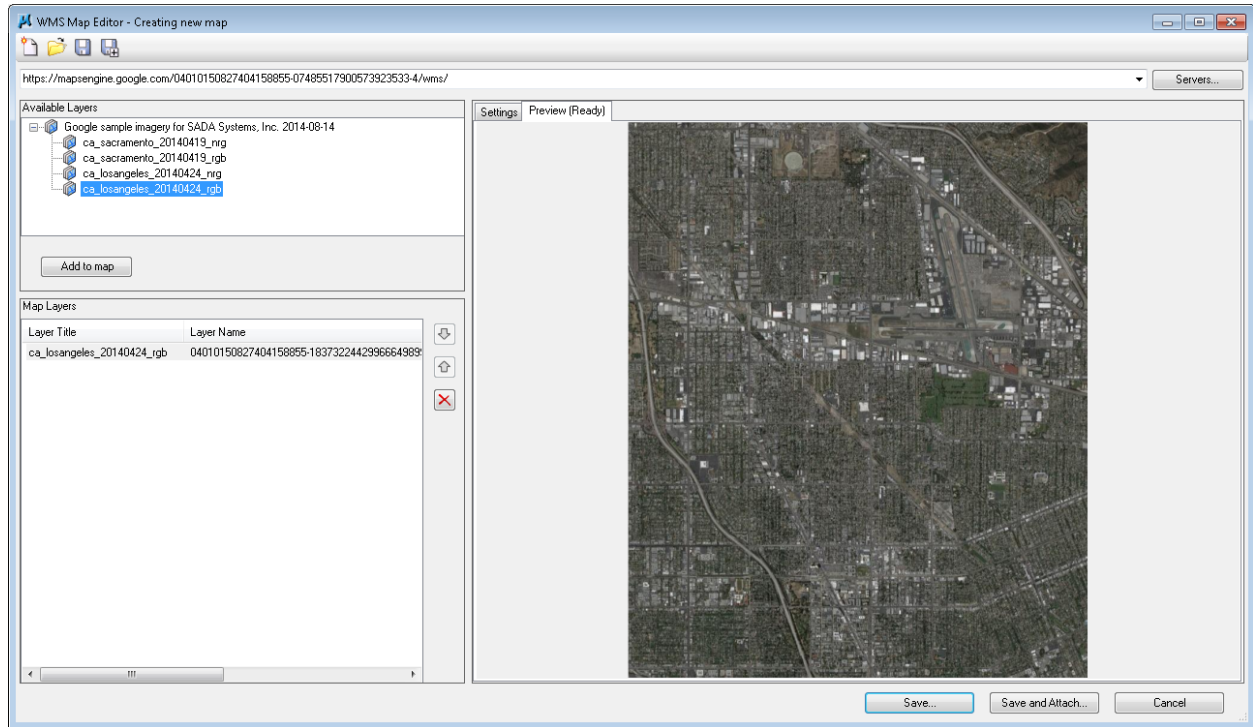 WMS Map Editor - Creating new map
https://mapsengine.google.com/04010150827404158855-07485517900573923533-4/wms/
Servers...
Available Layers
Google sample imagery for SADA Systems, Inc. 2014-08-14
ca_sacramento_20140419_nrg
ca_sacramento_20140419_rgb
ca_losangeles_20140424_nrg
ca_losangeles_20140424_rgb
Add to map
Map Layers
Layer Title Layer Name
ca_losangeles_20140424_rgb 04010150827404158855-1837322442996664989
Settings Preview (Ready)
Save... Save and Attach... Cancel